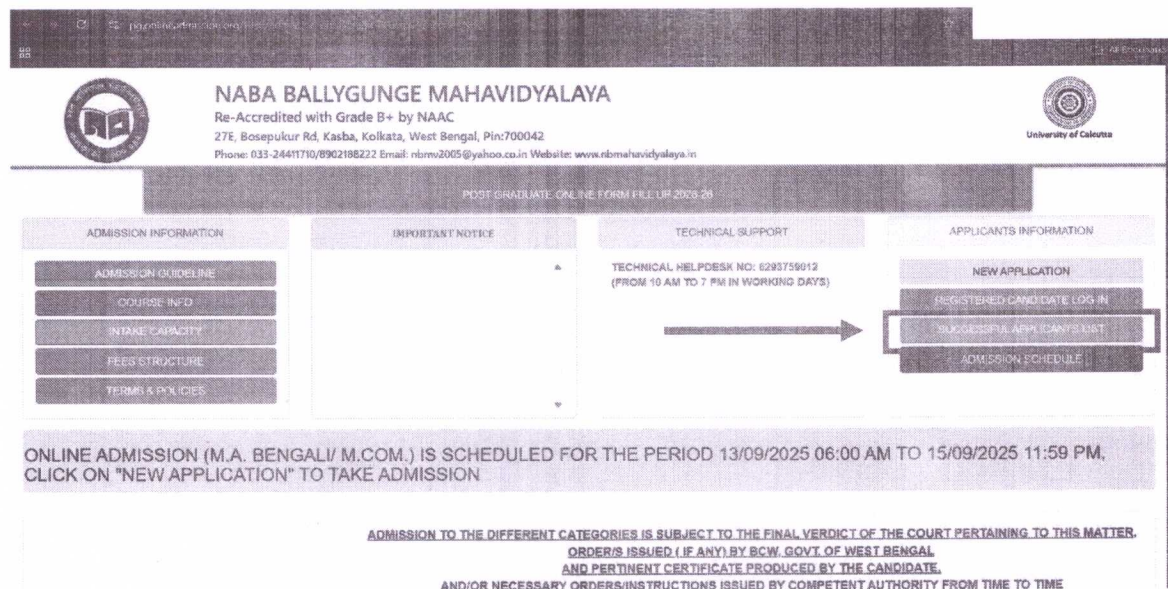 NABA BALLYGUNGE MAHAVIDYALAYA
Re-Accredited with Grade B+ by NAAC
27E, Bosepukur Rd, Kasba, Kolkata, West Bengal, Pin:700042
Phone: 033-24411710/8902188222 Email: nbmv2005@yahoo.co.in Website: www.nbmahavidyalaya.in
University of Calcutta
POST GRADUATE ONLINE FORM FILL UP
ADMISSION INFORMATION
ADMISSION GUIDELINE
COURSE INFO
INTAKE CAPACITY
FEES STRUCTURE
TERMS & POLICIES
IMPORTANT NOTICE
TECHNICAL SUPPORT
TECHNICAL HELPDESK NO: 6293759012
(FROM 10 AM TO 7 PM IN WORKING DAYS)
APPLICANTS INFORMATION
NEW APPLICATION
REGISTERED CANDIDATE LOG IN
SUCCESSFUL APPLICANTS LIST
ADMISSION SCHEDULE
ONLINE ADMISSION (M.A. BENGALI/ M.COM.) IS SCHEDULED FOR THE PERIOD 13/09/2025 06:00 AM TO 15/09/2025 11:59 PM,
CLICK ON "NEW APPLICATION" TO TAKE ADMISSION
ADMISSION TO THE DIFFERENT CATEGORIES IS SUBJECT TO THE FINAL VERDICT OF THE COURT PERTAINING TO THIS MATTER,
ORDER/S ISSUED ( IF ANY) BY BCW, GOVT. OF WEST BENGAL
AND PERTINENT CERTIFICATE PRODUCED BY THE CANDIDATE,
AND/OR NECESSARY ORDERS/INSTRUCTIONS ISSUED BY COMPETENT AUTHORITY FROM TIME TO TIME